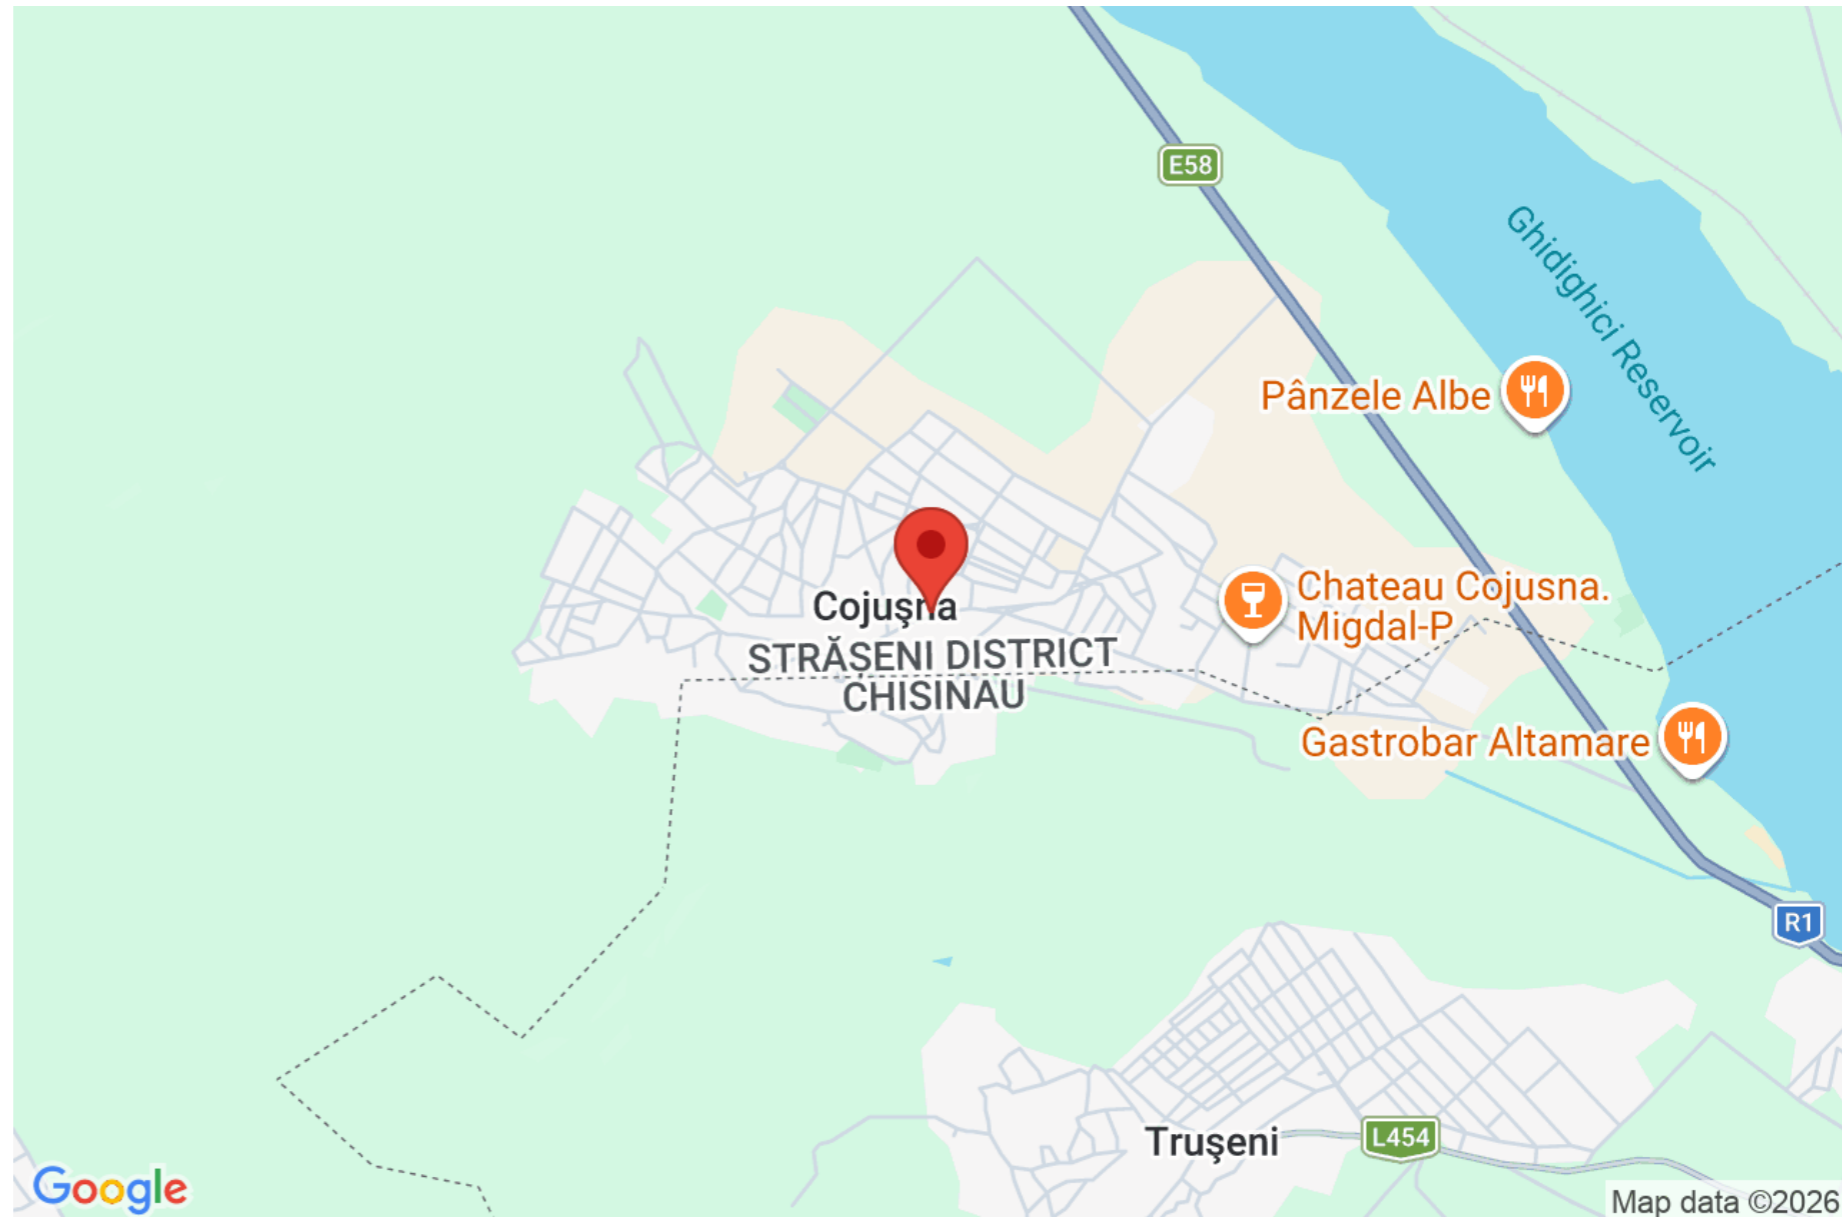 E58
Ghidighici Reservoir
Pânzele Albe
Chateau Cojusna.
Migdal-P
Cojuşna
STRĂȘENI DISTRICT
CHISINAU
Gastrobar Altamare
R1
Truşeni
L454
Google
Map data ©2026